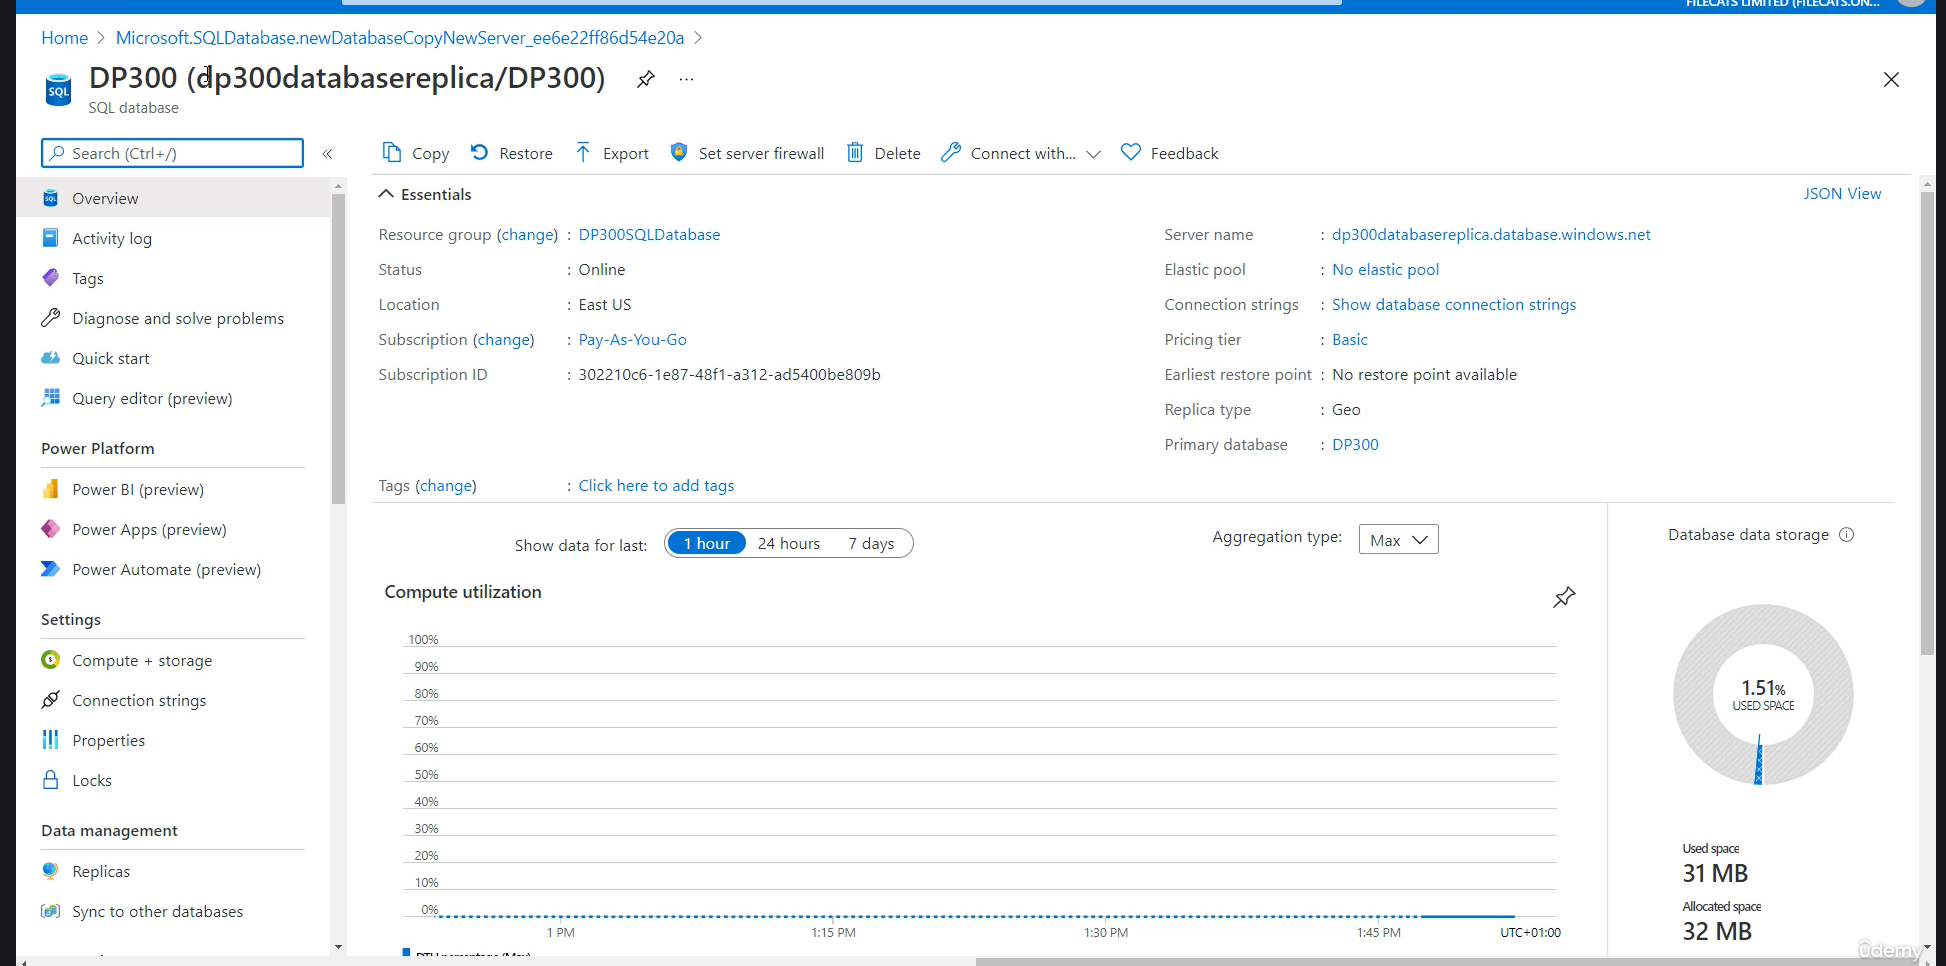 FILECATS LIMITED (FILECATS.ON...
Home > Microsoft.SQLDatabase.newDatabaseCopyNewServer_ee6e22ff86d54e20a >
SQL
DP300 (dp300databasereplica/DP300) ...
SQL database
Search (Ctrl+/) «
Copy Restore Export Set server firewall Delete Connect with... Feedback
Overview
Activity log
Tags
Diagnose and solve problems
Quick start
Query editor (preview)
Power Platform
Power BI (preview)
Power Apps (preview)
Power Automate (preview)
Settings
Compute + storage
Connection strings
Properties
Locks
Data management
Replicas
Sync to other databases
Essentials
JSON View
Resource group (change) : DP300SQLDatabase
Status : Online
Location : East US
Subscription (change) : Pay-As-You-Go
Subscription ID : 302210c6-1e87-48f1-a312-ad5400be809b
Server name : dp300databasereplica.database.windows.net
Elastic pool : No elastic pool
Connection strings : Show database connection strings
Pricing tier : Basic
Earliest restore point : No restore point available
Replica type : Geo
Primary database : DP300
Tags (change) : Click here to add tags
Show data for last: 1 hour 24 hours 7 days
Aggregation type: Max
Compute utilization
100%
90%
80%
70%
60%
50%
40%
30%
20%
10%
0%
1 PM 1:15 PM 1:30 PM 1:45 PM UTC+01:00
DTU percentage (Max)
Database data storage
1.51%
USED SPACE
Used space
31 MB
Allocated space
32 MB
ûdemy